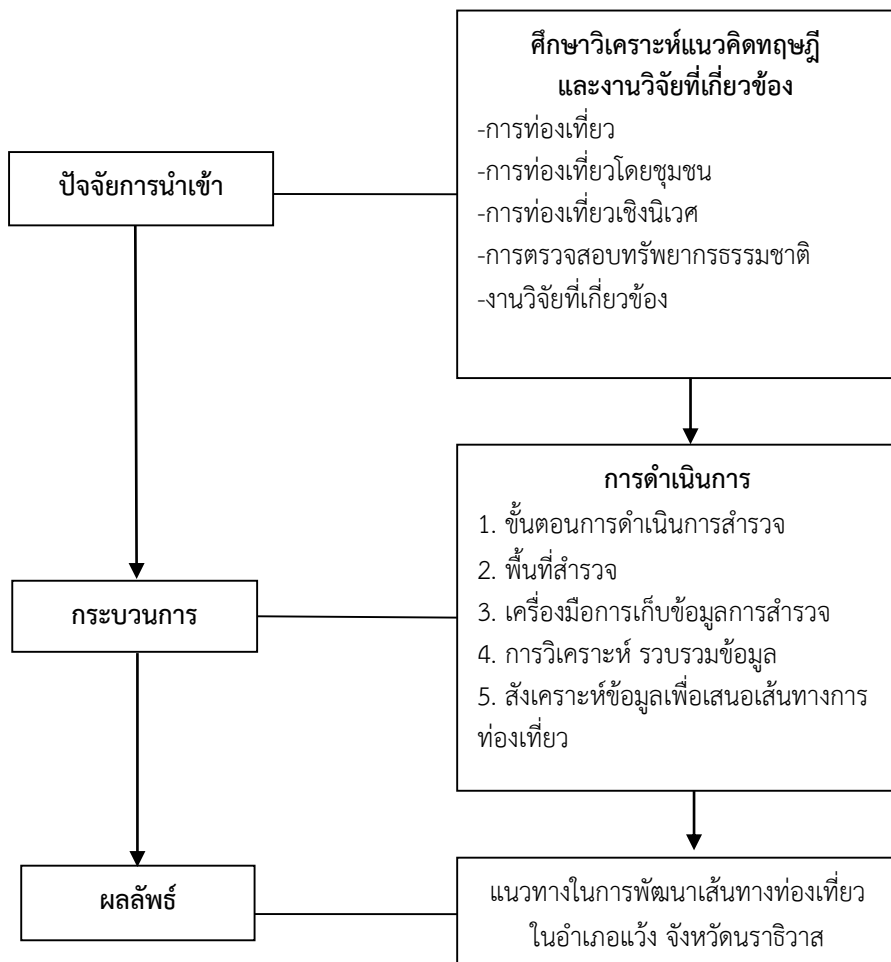 ศึกษาวิเคราะห์แนวคิดทฤษฎี
และงานวิจัยที่เกี่ยวข้อง
-การท่องเที่ยว
-การท่องเที่ยวโดยชุมชน
-การท่องเที่ยวเชิงนิเวศ
-การตรวจสอบทรัพยากรธรรมชาติ
-งานวิจัยที่เกี่ยวข้อง
ปัจจัยการนำเข้า
การดำเนินการ
1. ขั้นตอนการดำเนินการสำรวจ
2. พื้นที่สำรวจ
3. เครื่องมือการเก็บข้อมูลการสำรวจ
4. การวิเคราะห์ รวบรวมข้อมูล
5. สังเคราะห์ข้อมูลเพื่อเสนอเส้นทางการ
ท่องเที่ยว
กระบวนการ
ผลลัพธ์
แนวทางในการพัฒนาเส้นทางท่องเที่ยว
ในอำเภอแว้ง จังหวัดนราธิวาส